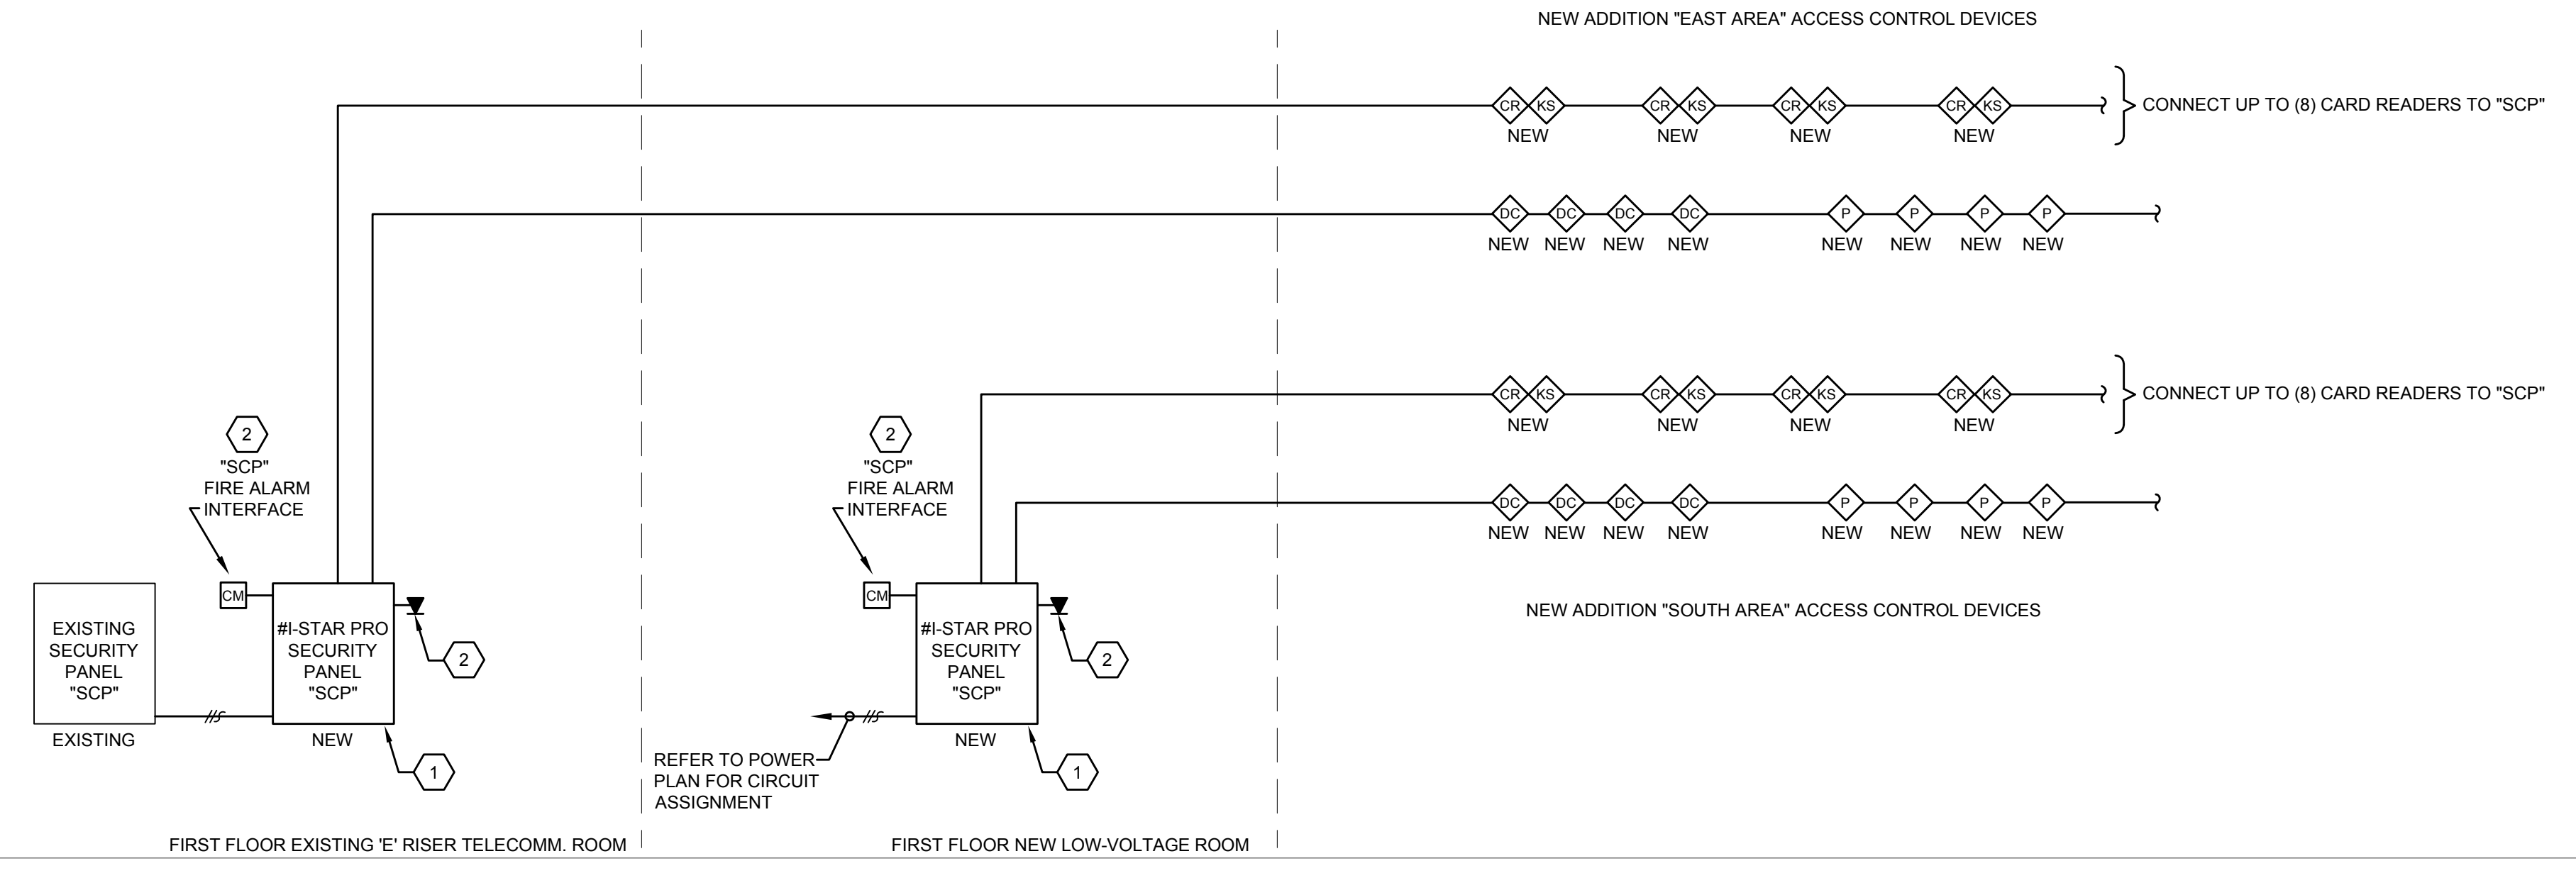 NEW ADDITION "EAST AREA" ACCESS CONTROL DEVICES
CR KS CR KS CR KS CR KS
CONNECT UP TO (8) CARD READERS TO "SCP"
NEW NEW NEW NEW
DC DC DC DC P P P P
NEW NEW NEW NEW NEW NEW NEW NEW
CR KS CR KS CR KS CR KS
CONNECT UP TO (8) CARD READERS TO "SCP"
NEW NEW NEW NEW
DC DC DC DC P P P P
NEW NEW NEW NEW NEW NEW NEW NEW
NEW ADDITION "SOUTH AREA" ACCESS CONTROL DEVICES
2
"SCP"
FIRE ALARM
INTERFACE
CM
EXISTING
SECURITY
PANEL
"SCP"
EXISTING
#I-STAR PRO
SECURITY
PANEL
"SCP"
NEW
2
1
FIRST FLOOR EXISTING 'E' RISER TELECOMM. ROOM
2
"SCP"
FIRE ALARM
INTERFACE
CM
#I-STAR PRO
SECURITY
PANEL
"SCP"
NEW
2
1
REFER TO POWER
PLAN FOR CIRCUIT
ASSIGNMENT
FIRST FLOOR NEW LOW-VOLTAGE ROOM